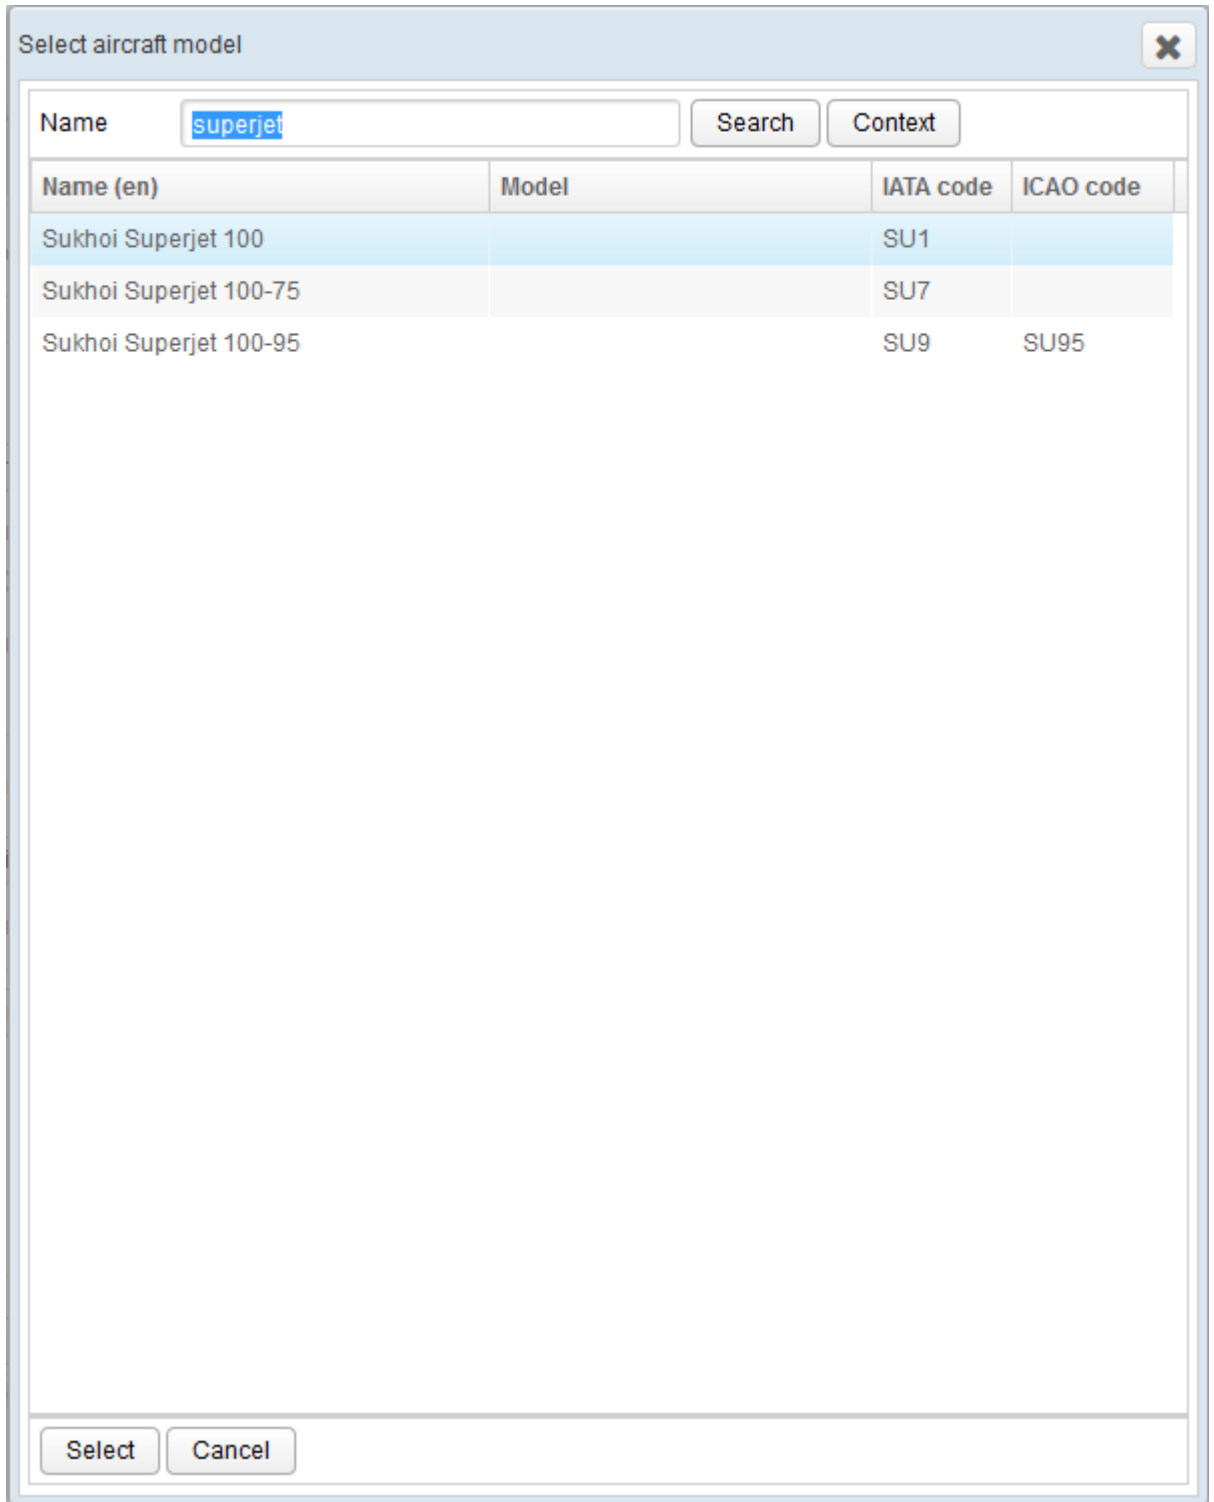 Select aircraft model
Name superjet Search Context
Name (en) Model IATA code ICAO code
Sukhoi Superjet 100 SU1
Sukhoi Superjet 100-75 SU7
Sukhoi Superjet 100-95 SU9 SU95
Select Cancel